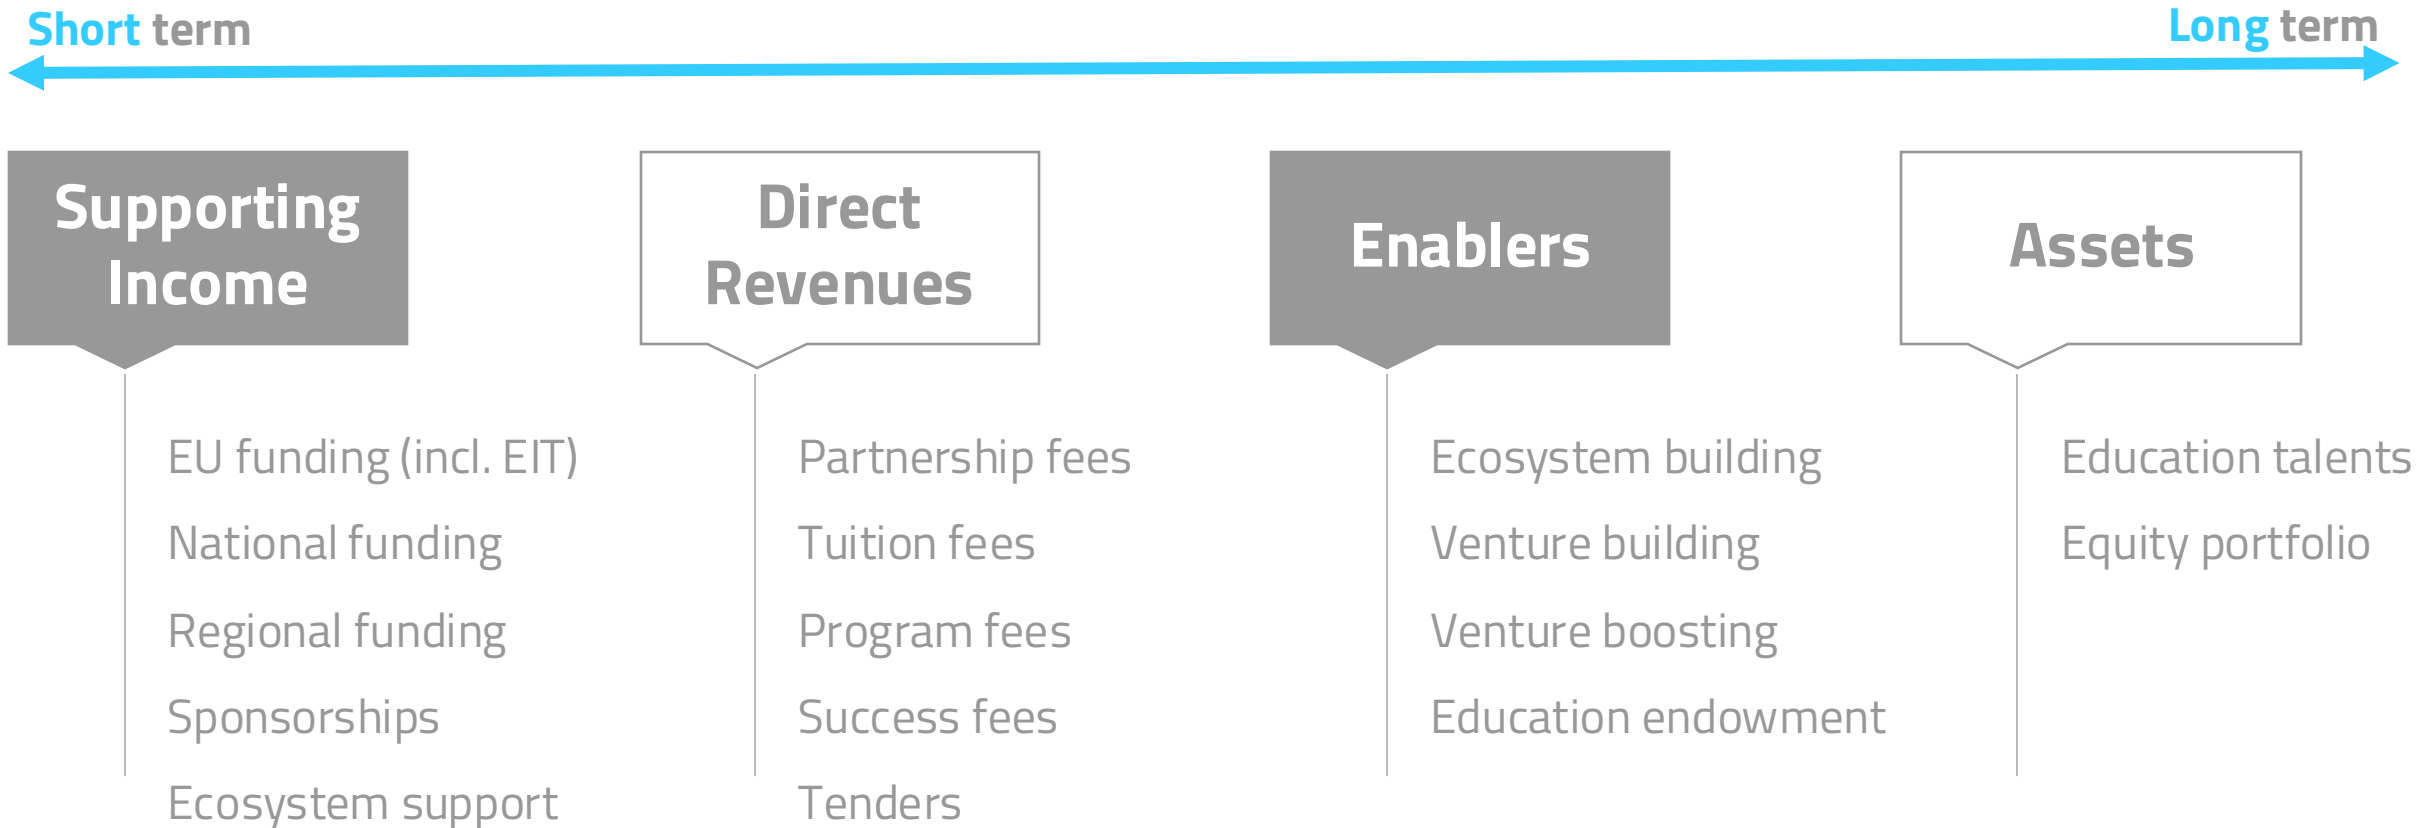 Short term
Long term
Supporting
Income
EU funding (incl. EIT)
National funding
Regional funding
Sponsorships
Ecosystem support
Direct
Revenues
Partnership fees
Tuition fees
Program fees
Success fees
Tenders
Enablers
Ecosystem building
Venture building
Venture boosting
Education endowment
Assets
Education talents
Equity portfolio